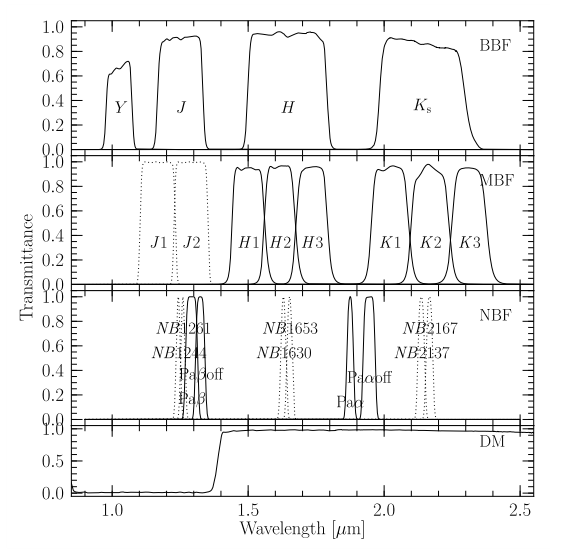 1.0
0.8
0.6
0.4
0.2
0.0
BBF
Y J H Ks
1.0
0.8
0.6
0.4
0.2
0.0
MBF
J1 J2 H1 H2 H3 K1 K2 K3
Transmittance
1.0
0.8
0.6
0.4
0.2
0.0
NBF
NB1261 NB1653 NB2167
NB1244 NB1630 NB2137
Paβoff Paαoff
Paβ Paα
1.0
0.5
0.0
DM
1.0 1.5 2.0 2.5
Wavelength [μm]